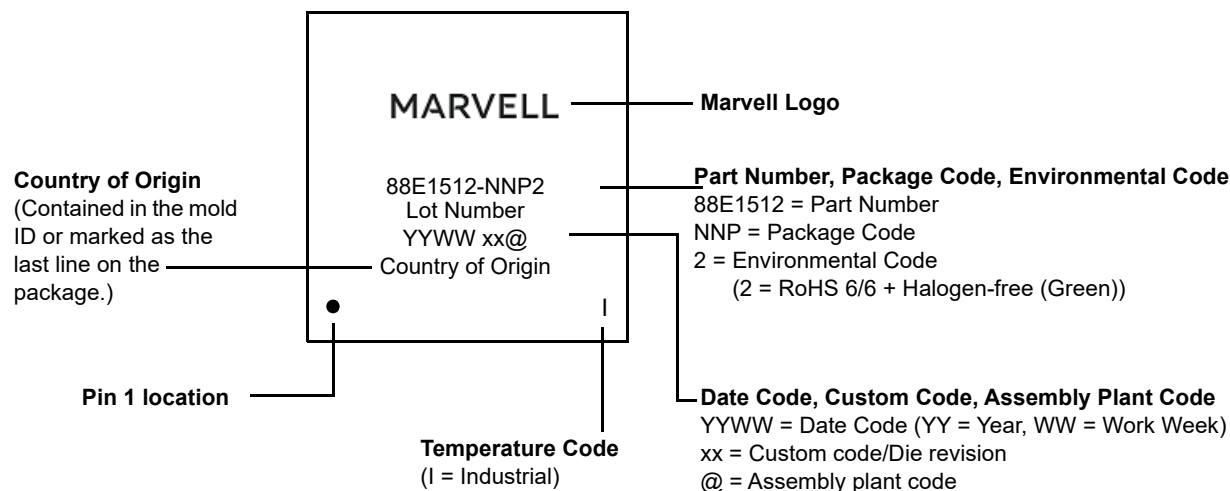 MARVELL
Marvell Logo
Country of Origin
(Contained in the mold
ID or marked as the
last line on the
package.)
88E1512-NNP2
Lot Number
YYWW xx@
Country of Origin
I
Part Number, Package Code, Environmental Code
88E1512 = Part Number
NNP = Package Code
2 = Environmental Code
(2 = RoHS 6/6 + Halogen-free (Green))
Pin 1 location
Temperature Code
(I = Industrial)
Date Code, Custom Code, Assembly Plant Code
YYWW = Date Code (YY = Year, WW = Work Week)
xx = Custom code/Die revision
@ = Assembly plant code